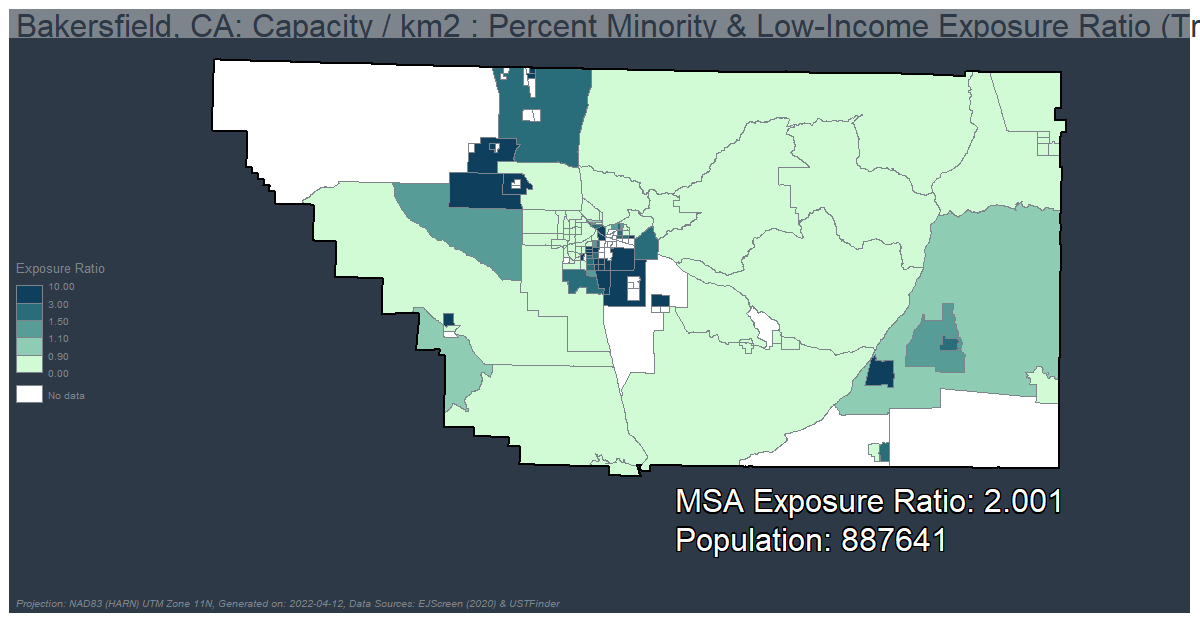 Bakersfield, CA: Capacity / km2 : Percent Minority & Low-Income Exposure Ratio (Tr
Exposure Ratio
10.00
3.00
1.50
1.10
0.90
0.00
No data
MSA Exposure Ratio: 2.001
Population: 887641
Projection: NAD83 (HARN) UTM Zone 11N, Generated on: 2022-04-12, Data Sources: EJScreen (2020) & USTFinder